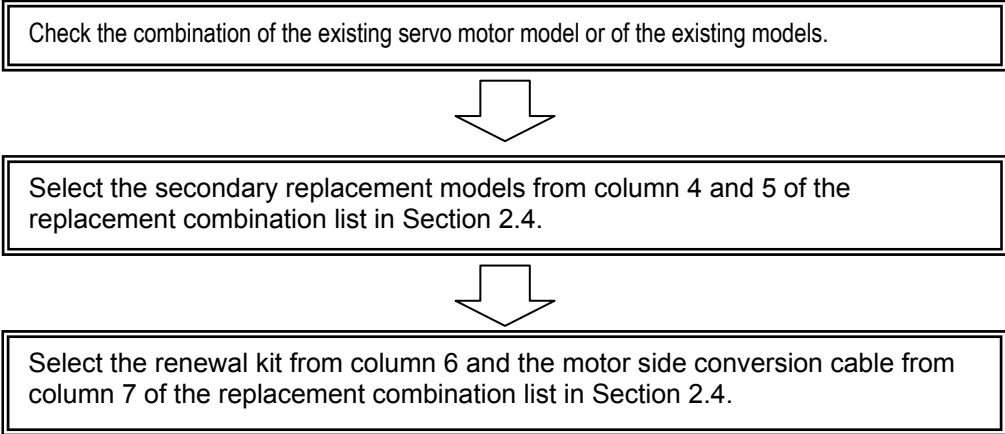 Check the combination of the existing servo motor model or of the existing models.
Select the secondary replacement models from column 4 and 5 of the
replacement combination list in Section 2.4.
Select the renewal kit from column 6 and the motor side conversion cable from
column 7 of the replacement combination list in Section 2.4.